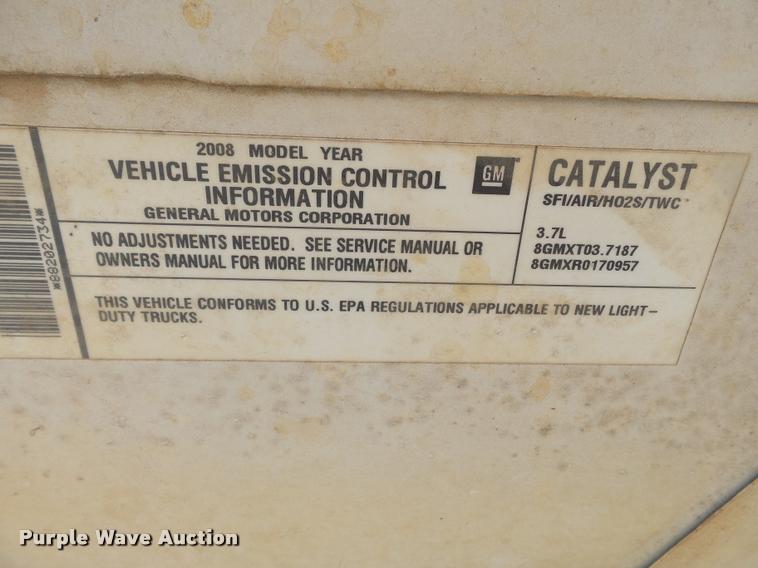 2008 MODEL YEAR
VEHICLE EMISSION CONTROL
INFORMATION
GENERAL MOTORS CORPORATION
GM
CATALYST
SFI/AIR/HO2S/TWC
NO ADJUSTMENTS NEEDED. SEE SERVICE MANUAL OR
OWNERS MANUAL FOR MORE INFORMATION.
3.7L
8GMXT03.7187
8GMXR0170957
THIS VEHICLE CONFORMS TO U.S. EPA REGULATIONS APPLICABLE TO NEW LIGHT-
DUTY TRUCKS.
*88202734*
Purple Wave Auction